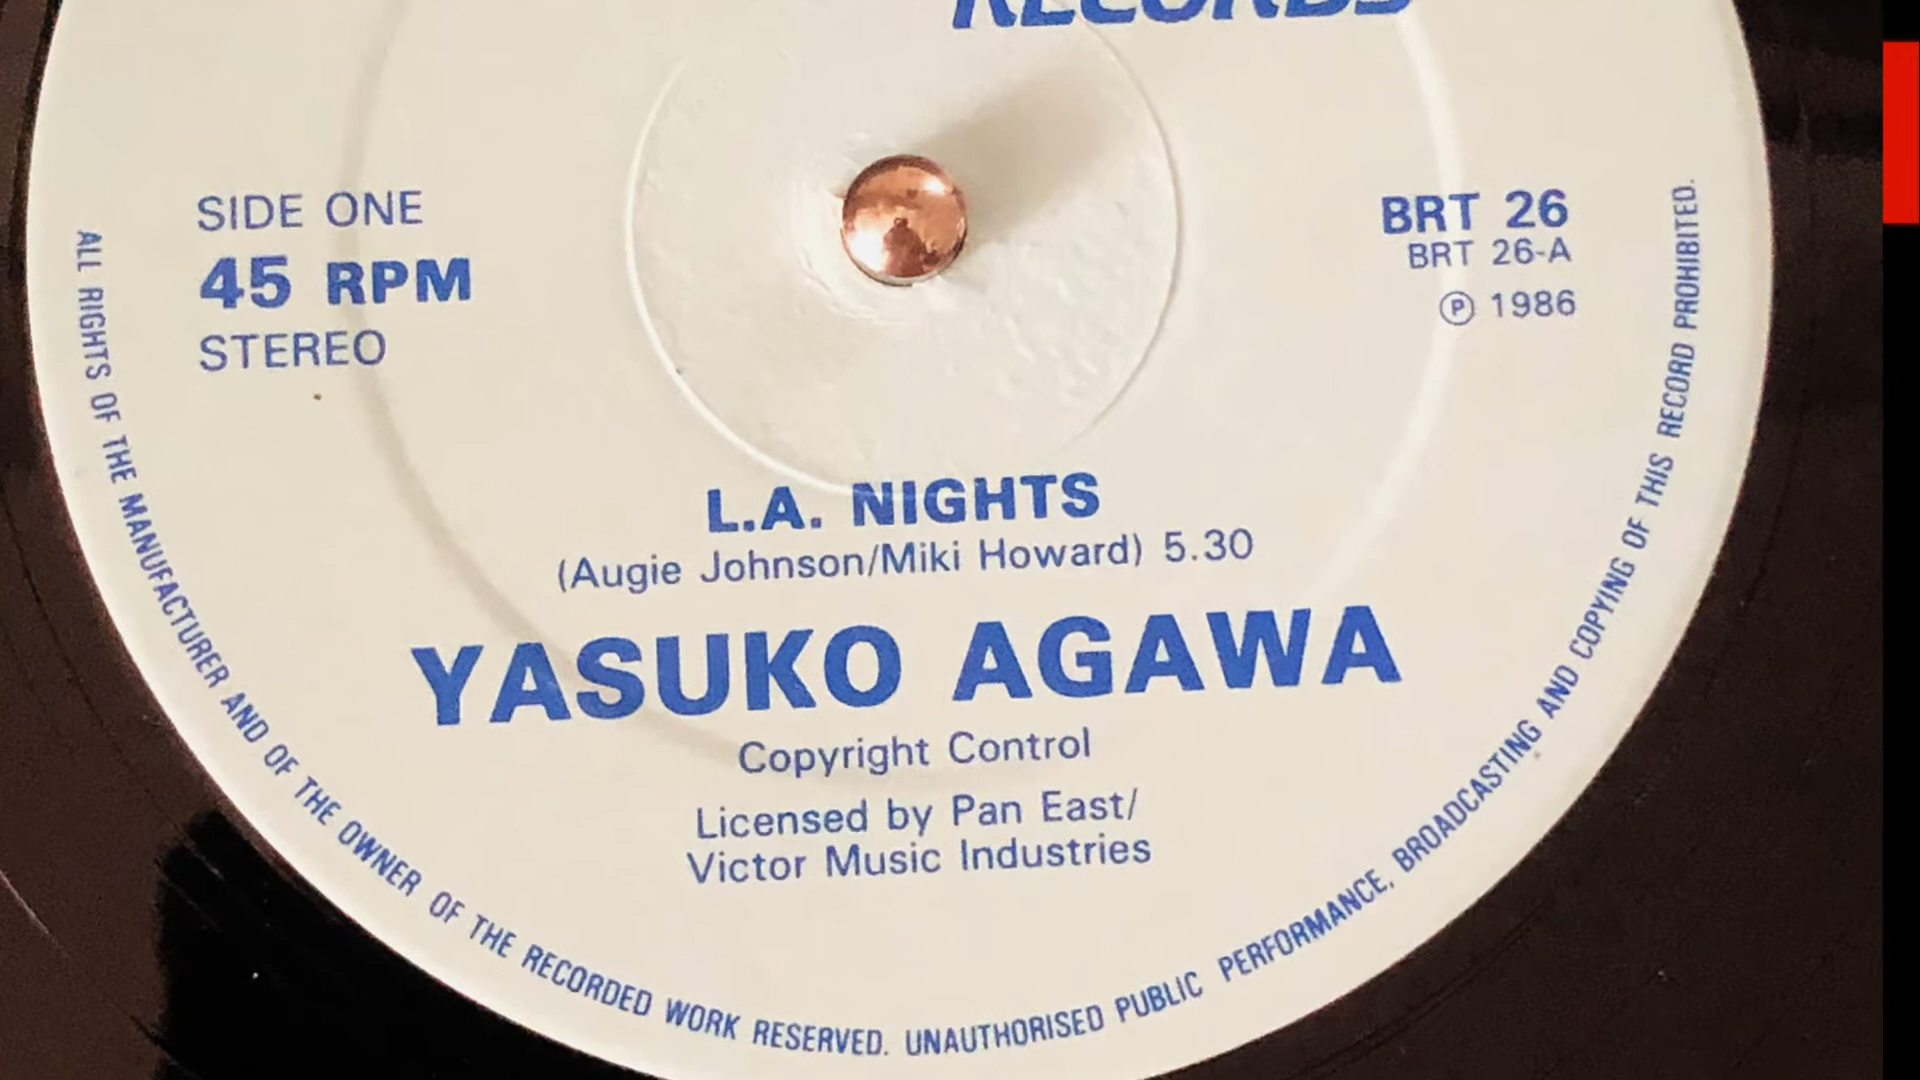 RECORDS
SIDE ONE
45 RPM
STEREO
BRT 26
BRT 26-A
Ⓟ 1986
L.A. NIGHTS
(Augie Johnson/Miki Howard) 5.30
YASUKO AGAWA
Copyright Control
Licensed by Pan East/
Victor Music Industries
ALL RIGHTS OF THE MANUFACTURER AND OF THE OWNER OF THE RECORDED WORK RESERVED. UNAUTHORISED PUBLIC PERFORMANCE, BROADCASTING AND COPYING OF THIS RECORD PROHIBITED.